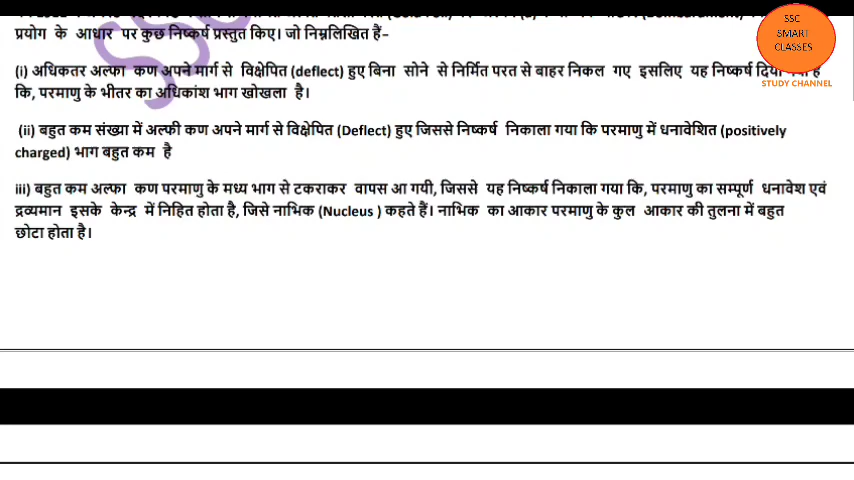 प्रयोग के आधार पर कुछ निष्कर्ष प्रस्तुत किए। जो निम्नलिखित हैं–
SSC
SMART
CLASSES
STUDY CHANNEL
(i) अधिकतर अल्फा कण अपने मार्ग से विक्षेपित (deflect) हुए बिना सोने से निर्मित परत से बाहर निकल गए इसलिए यह निष्कर्ष दिया है
कि, परमाणु के भीतर का अधिकांश भाग खोखला है।
(ii) बहुत कम संख्या में अल्फी कण अपने मार्ग से विक्षेपित (Deflect) हुए जिससे निष्कर्ष निकाला गया कि परमाणु में धनावेशित (positively
charged) भाग बहुत कम है
iii) बहुत कम अल्फा कण परमाणु के मध्य भाग से टकराकर वापस आ गयी, जिससे यह निष्कर्ष निकाला गया कि, परमाणु का सम्पूर्ण धनावेश एवं
द्रव्यमान इसके केन्द्र में निहित होता है, जिसे नाभिक (Nucleus ) कहते हैं। नाभिक का आकार परमाणु के कुल आकार की तुलना में बहुत
छोटा होता है।